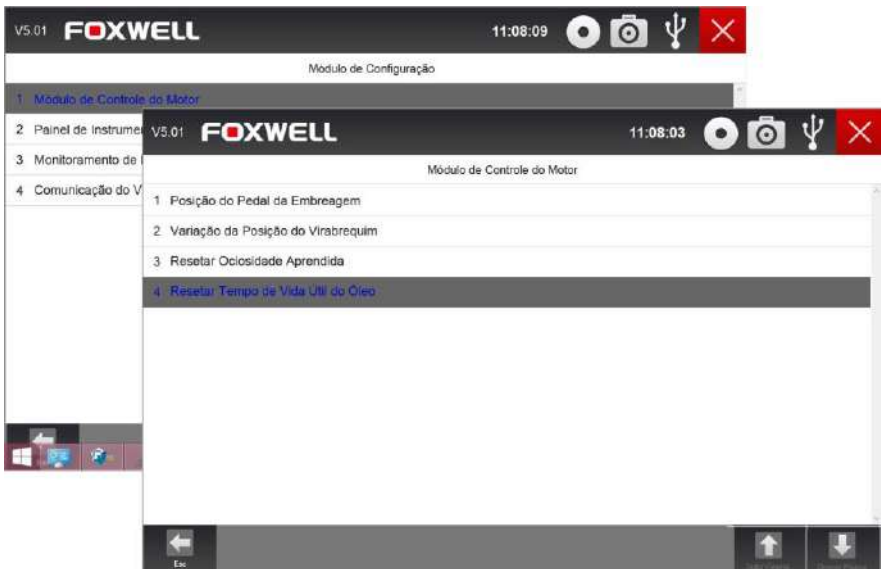 V5.01 FOXWELL 11:08:09
Módulo de Configuração
1 Módulo de Controle do Motor
2 Painel de Instrume
3 Monitoramento de
4 Comunicação do V
V5.01 FOXWELL 11:08:03
Módulo de Controle do Motor
1 Posição do Pedal da Embreagem
2 Variação da Posição do Virabrequim
3 Resetar Ociosidade Aprendida
4 Resetar Tempo de Vida Útil do Óleo
Esc